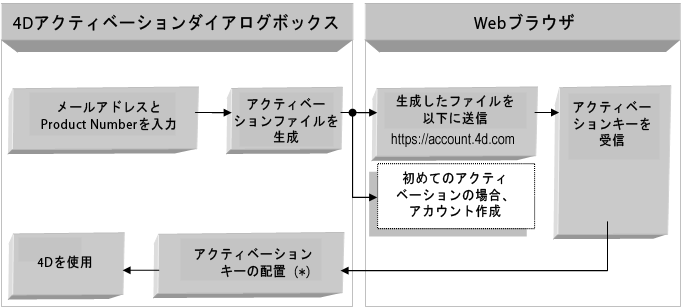 4Dアクティベーションダイアログボックス
Webブラウザ
メールアドレスと
Product Numberを入力
アクティベー
ションファイルを
生成
生成したファイルを
以下に送信
https://account.4d.com
アクティベー
ションキーを
受信
初めてのアクティ
ベーションの場合、
アカウント作成
4Dを使用
アクティベーション
キーの配置 (*)